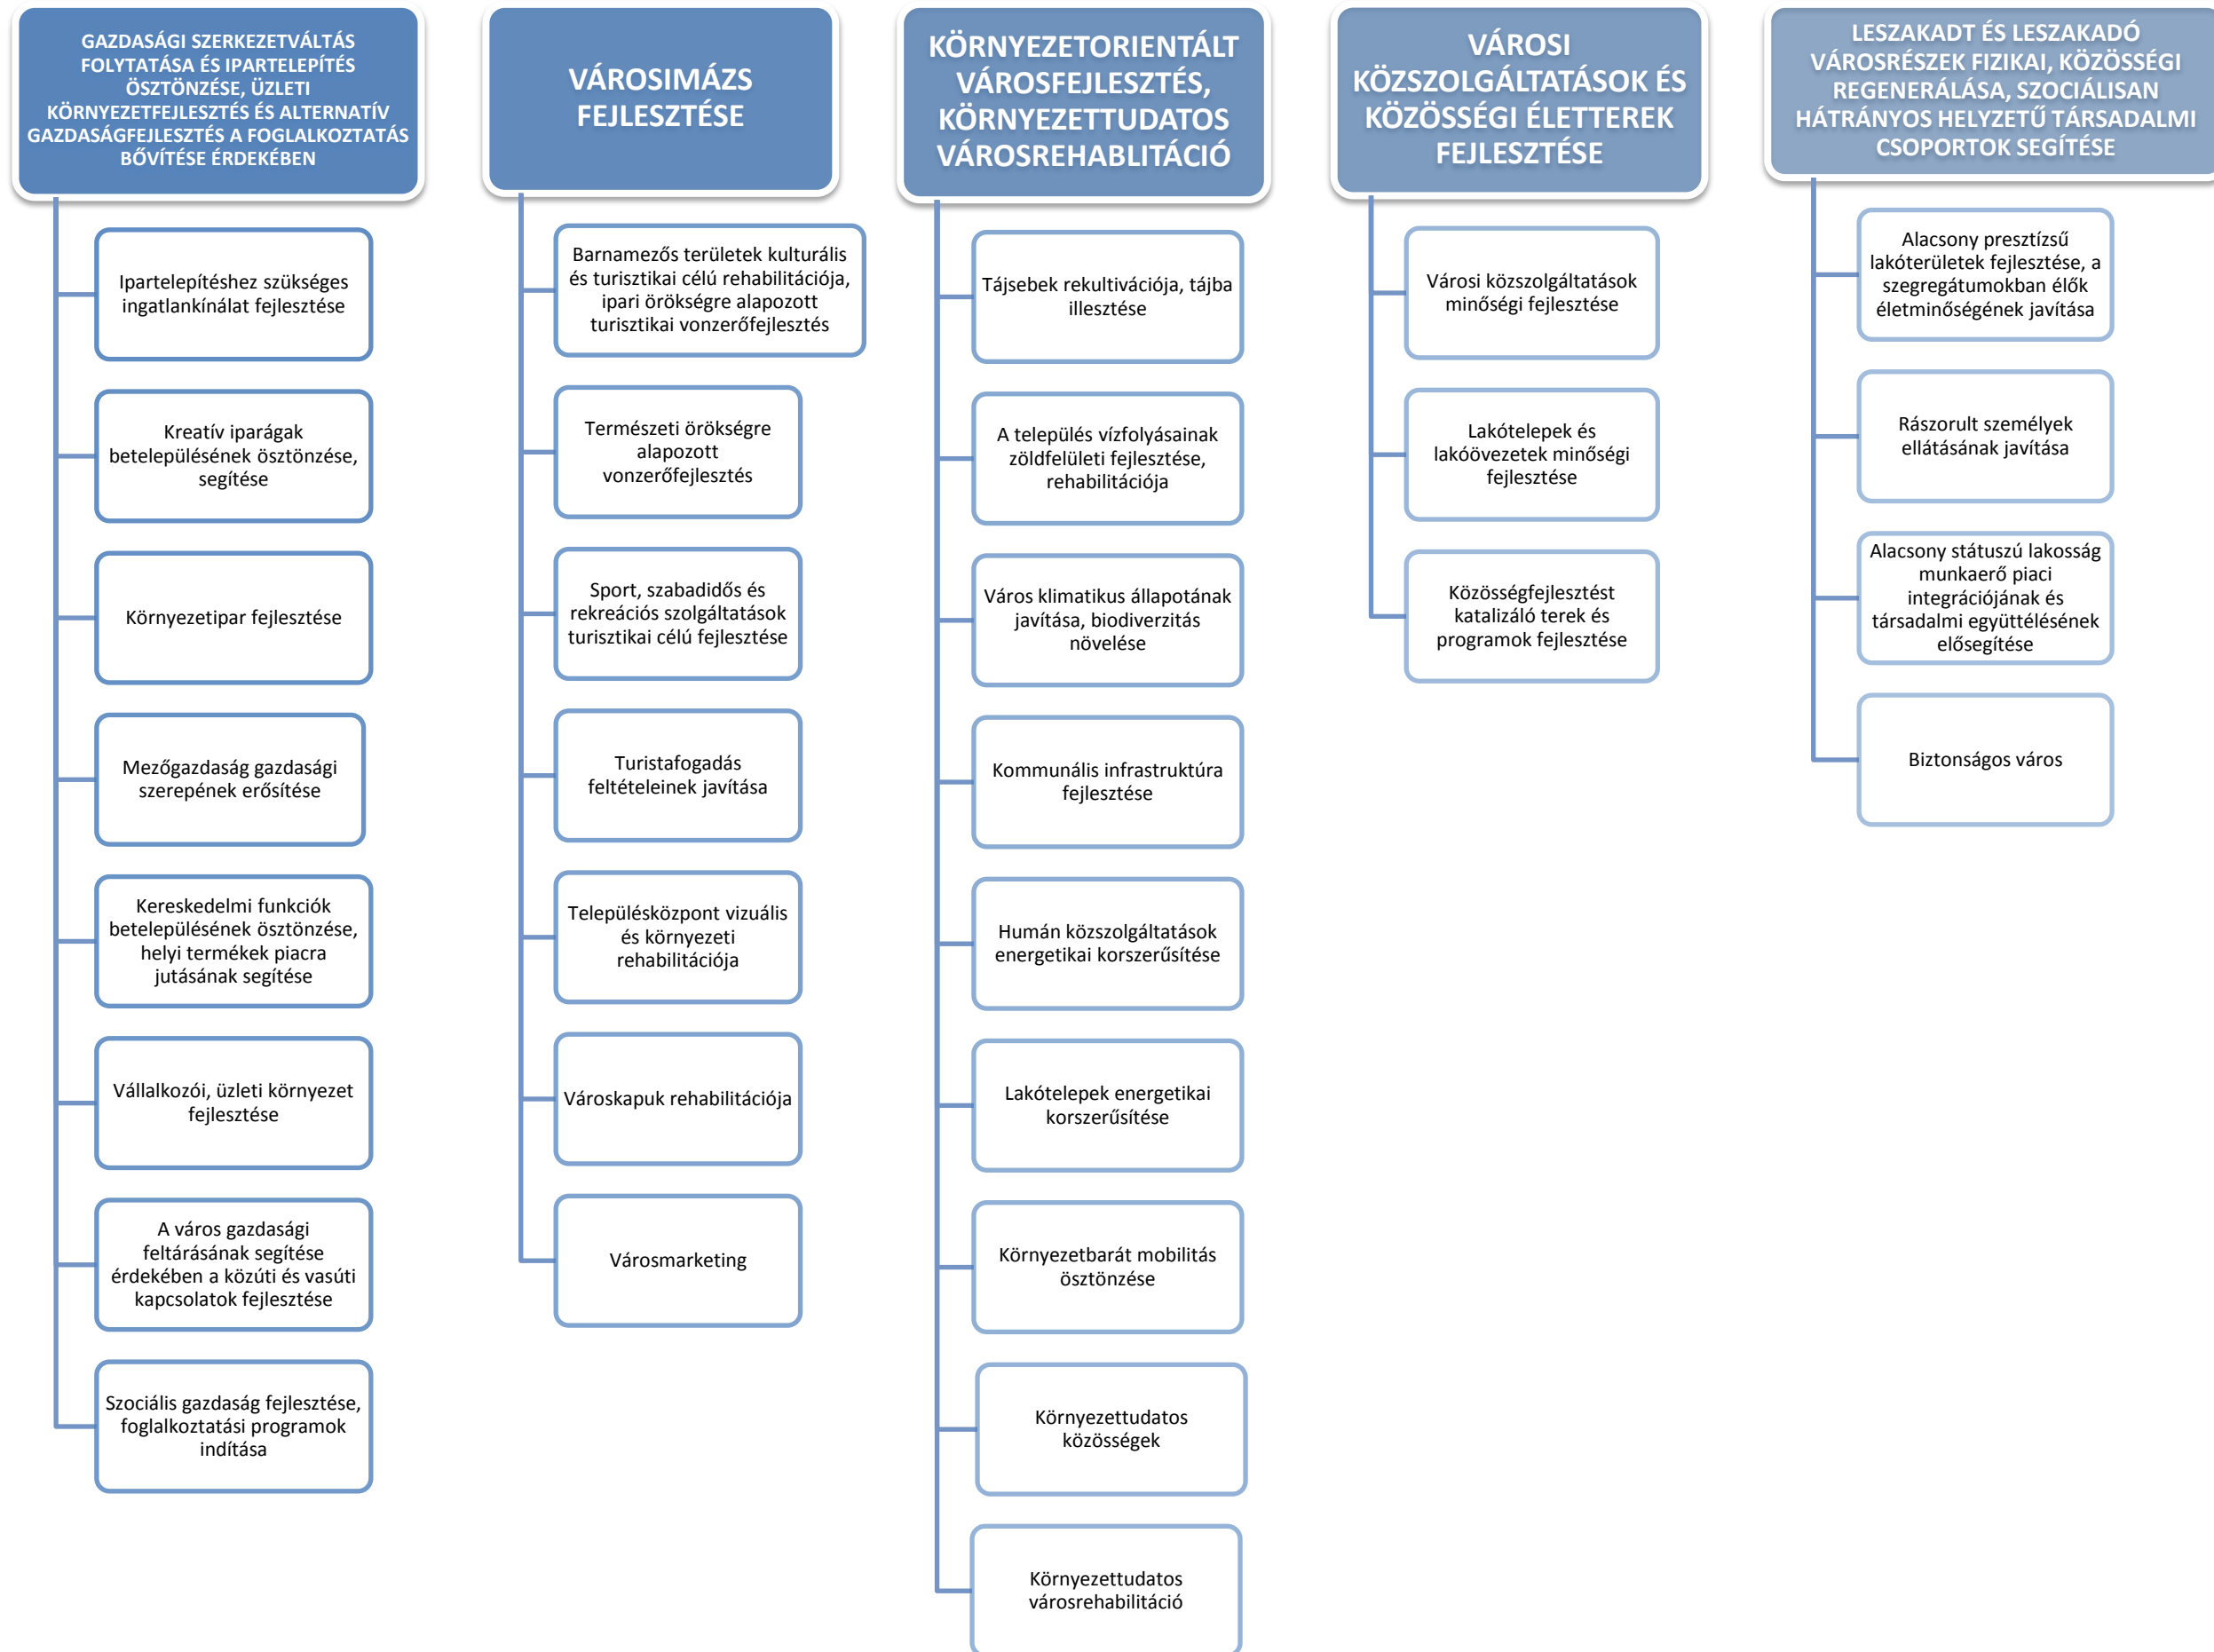 GAZDASÁGI SZERKEZETVÁLTÁS
FOLYTATÁSA ÉS IPARTELEPÍTÉS
ÖSZTÖNZÉSE, ÜZLETI
KÖRNYEZETFEJLESZTÉS ÉS ALTERNATÍV
GAZDASÁGFEJLESZTÉS A FOGLALKOZTATÁS
BŐVÍTÉSE ÉRDEKÉBEN
Ipartelepítéshez szükséges
ingatlankínálat fejlesztése
Kreatív iparágak
betelepülésének ösztönzése,
segítése
Környezetipar fejlesztése
Mezőgazdaság gazdasági
szerepének erősítése
Kereskedelmi funkciók
betelepülésének ösztönzése,
helyi termékek piacra
jutásának segítése
Vállalkozói, üzleti környezet
fejlesztése
A város gazdasági
feltárásának segítése
érdekében a közúti és vasúti
kapcsolatok fejlesztése
Szociális gazdaság fejlesztése,
foglalkoztatási programok
indítása
VÁROSIMÁZS
FEJLESZTÉSE
Barnamezős területek kulturális
és turisztikai célú rehabilitációja,
ipari örökségre alapozott
turisztikai vonzerőfejlesztés
Természeti örökségre
alapozott
vonzerőfejlesztés
Sport, szabadidős és
rekreációs szolgáltatások
turisztikai célú fejlesztése
Turistafogadás
feltételeinek javítása
Településközpont vizuális
és környezeti
rehabilitációja
Városkapuk rehabilitációja
Városmarketing
KÖRNYEZETORIENTÁLT
VÁROSFEJLESZTÉS,
KÖRNYEZETTUDATOS
VÁROSREHABLITÁCIÓ
Tájsebek rekultivációja, tájba
illesztése
A település vízfolyásainak
zöldfelületi fejlesztése,
rehabilitációja
Város klimatikus állapotának
javítása, biodiverzitás
növelése
Kommunális infrastruktúra
fejlesztése
Humán közszolgáltatások
energetikai korszerűsítése
Lakótelepek energetikai
korszerűsítése
Környezetbarát mobilitás
ösztönzése
Környezettudatos
közösségek
Környezettudatos
városrehabilitáció
VÁROSI
KÖZSZOLGÁLTATÁSOK ÉS
KÖZÖSSÉGI ÉLETTEREK
FEJLESZTÉSE
Városi közszolgáltatások
minőségi fejlesztése
Lakótelepek és
lakóövezetek minőségi
fejlesztése
Közösségfejlesztést
katalizáló terek és
programok fejlesztése
LESZAKADT ÉS LESZAKADÓ
VÁROSRÉSZEK FIZIKAI, KÖZÖSSÉGI
REGENERÁLÁSA, SZOCIÁLISAN
HÁTRÁNYOS HELYZETŰ TÁRSADALMI
CSOPORTOK SEGÍTÉSE
Alacsony presztízsű
lakóterületek fejlesztése, a
szegregátumokban élők
életminőségének javítása
Rászorult személyek
ellátásának javítása
Alacsony státuszú lakosság
munkaerő piaci
integrációjának és
társadalmi együttélésének
elősegítése
Biztonságos város